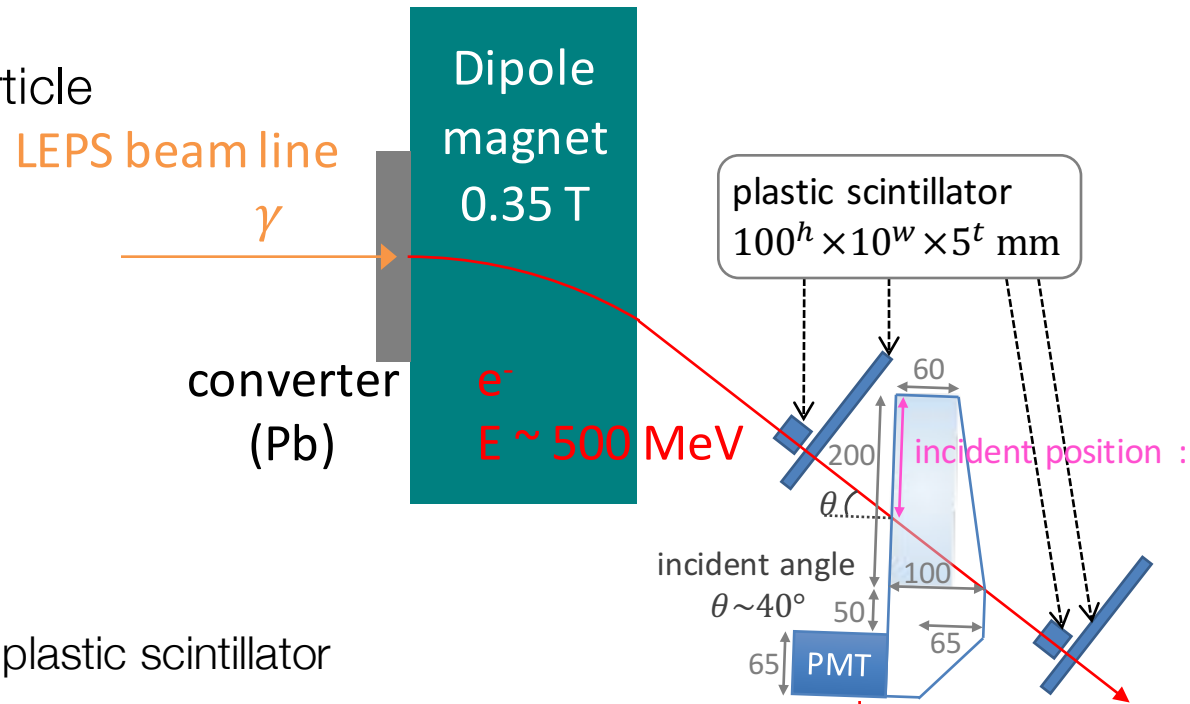 rticle
LEPS beam line
γ
Dipole
magnet
0.35 T
plastic scintillator
100ʰ×10ʷ×5ᵗ mm
converter
(Pb)
e⁻
E ~ 500 MeV
60
200
incident position :
θ
incident angle
θ~40°
100
50
65
65
PMT
plastic scintillator